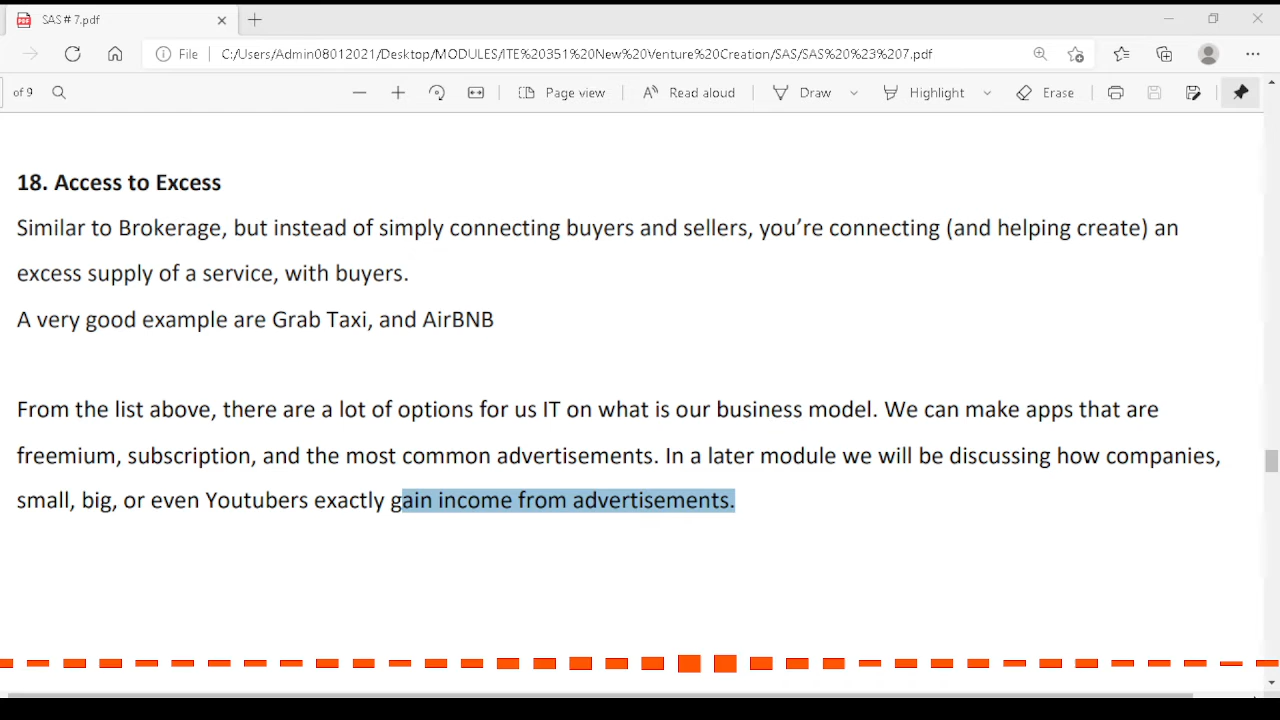 SAS # 7.pdf
File
C:/Users/Admin08012021/Desktop/MODULES/ITE%20351%20New%20Venture%20Creation/SAS/SAS%20%23%207.pdf
of 9
Page view
Read aloud
Draw
Highlight
Erase
18. Access to Excess
Similar to Brokerage, but instead of simply connecting buyers and sellers, you’re connecting (and helping create) an
excess supply of a service, with buyers.
A very good example are Grab Taxi, and AirBNB
From the list above, there are a lot of options for us IT on what is our business model. We can make apps that are
freemium, subscription, and the most common advertisements. In a later module we will be discussing how companies,
small, big, or even Youtubers exactly gain income from advertisements.